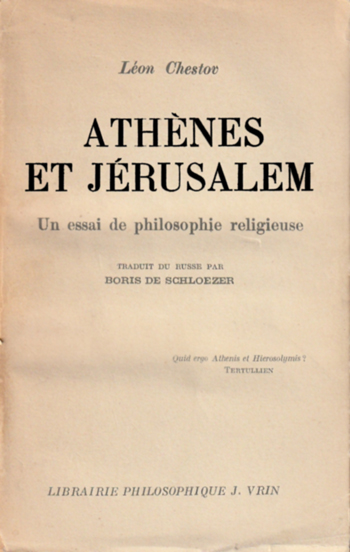 Léon Chestov
ATHÈNES
ET JÉRUSALEM
Un essai de philosophie religieuse
TRADUIT DU RUSSE PAR
BORIS DE SCHLOEZER
Quid ergo Athenis et Hierosolymis ?
TERTULLIEN
LIBRAIRIE PHILOSOPHIQUE J. VRIN